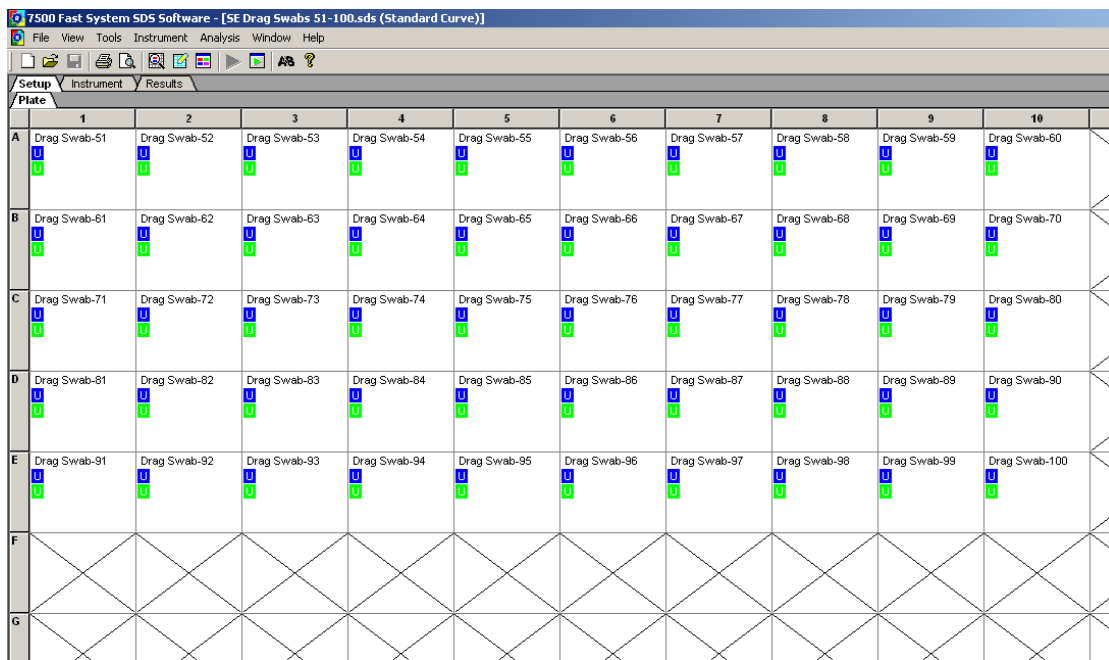 7500 Fast System SDS Software - [SE Drag Swabs 51-100.sds (Standard Curve)]
File View Tools Instrument Analysis Window Help
AB ?
Setup Instrument Results
Plate
1 2 3 4 5 6 7 8 9 10
A Drag Swab-51 Drag Swab-52 Drag Swab-53 Drag Swab-54 Drag Swab-55 Drag Swab-56 Drag Swab-57 Drag Swab-58 Drag Swab-59 Drag Swab-60
U U U U U U U U U U
U U U U U U U U U U
B Drag Swab-61 Drag Swab-62 Drag Swab-63 Drag Swab-64 Drag Swab-65 Drag Swab-66 Drag Swab-67 Drag Swab-68 Drag Swab-69 Drag Swab-70
U U U U U U U U U U
U U U U U U U U U U
C Drag Swab-71 Drag Swab-72 Drag Swab-73 Drag Swab-74 Drag Swab-75 Drag Swab-76 Drag Swab-77 Drag Swab-78 Drag Swab-79 Drag Swab-80
U U U U U U U U U U
U U U U U U U U U U
D Drag Swab-81 Drag Swab-82 Drag Swab-83 Drag Swab-84 Drag Swab-85 Drag Swab-86 Drag Swab-87 Drag Swab-88 Drag Swab-89 Drag Swab-90
U U U U U U U U U U
U U U U U U U U U U
E Drag Swab-91 Drag Swab-92 Drag Swab-93 Drag Swab-94 Drag Swab-95 Drag Swab-96 Drag Swab-97 Drag Swab-98 Drag Swab-99 Drag Swab-100
U U U U U U U U U U
U U U U U U U U U U
F
G